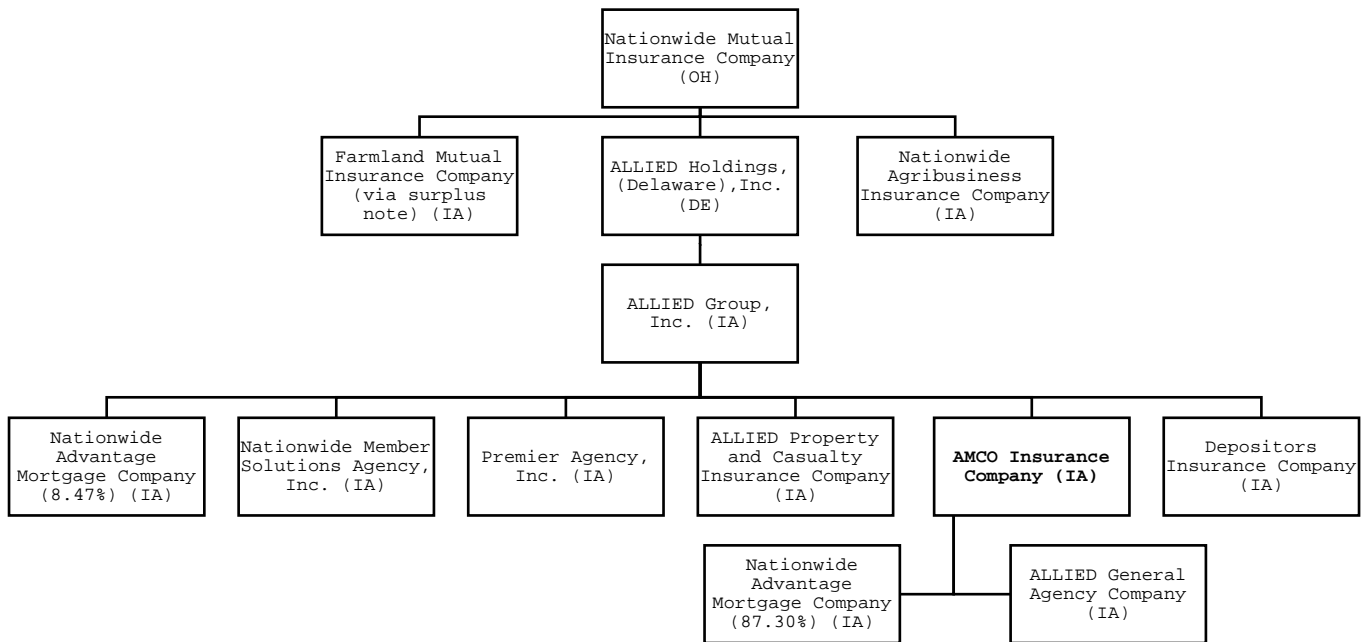 Nationwide Mutual
Insurance Company
(OH)
Farmland Mutual
Insurance Company
(via surplus
note) (IA)
ALLIED Holdings,
(Delaware),Inc.
(DE)
Nationwide
Agribusiness
Insurance Company
(IA)
ALLIED Group,
Inc. (IA)
Nationwide
Advantage
Mortgage Company
(8.47%) (IA)
Nationwide Member
Solutions Agency,
Inc. (IA)
Premier Agency,
Inc. (IA)
ALLIED Property
and Casualty
Insurance Company
(IA)
AMCO Insurance
Company (IA)
Depositors
Insurance Company
(IA)
Nationwide
Advantage
Mortgage Company
(87.30%) (IA)
ALLIED General
Agency Company
(IA)